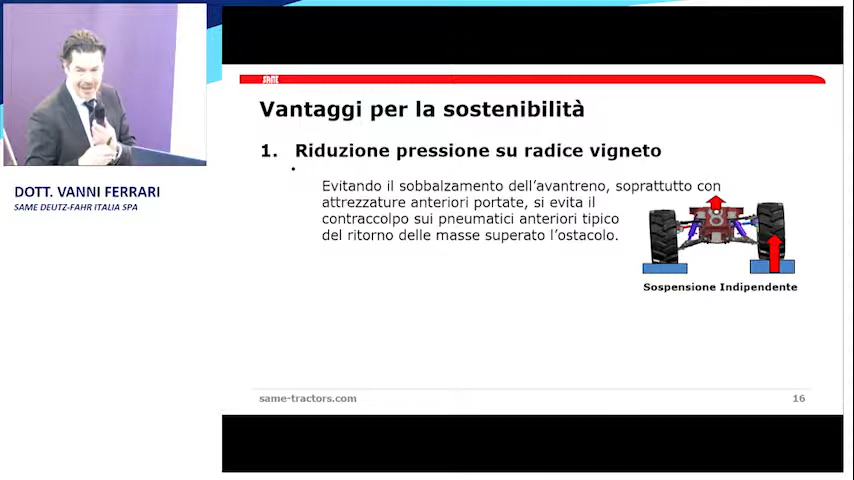 SAME
Vantaggi per la sostenibilità
1. Riduzione pressione su radice vigneto
Evitando il sobbalzamento dell'avantreno, soprattutto con
attrezzature anteriori portate, si evita il
contraccolpo sui pneumatici anteriori tipico
del ritorno delle masse superato l'ostacolo.
Sospensione Indipendente
same-tractors.com
16
DOTT. VANNI FERRARI
SAME DEUTZ-FAHR ITALIA SPA